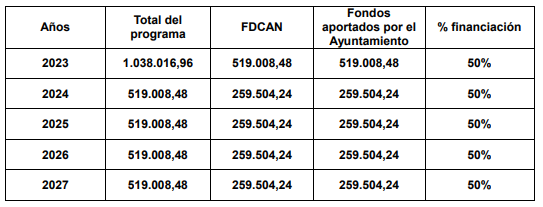 Años Total del programa FDCAN Fondos aportados por el Ayuntamiento % financiación
2023 1.038.016,96 519.008,48 519.008,48 50%
2024 519.008,48 259.504,24 259.504,24 50%
2025 519.008,48 259.504,24 259.504,24 50%
2026 519.008,48 259.504,24 259.504,24 50%
2027 519.008,48 259.504,24 259.504,24 50%